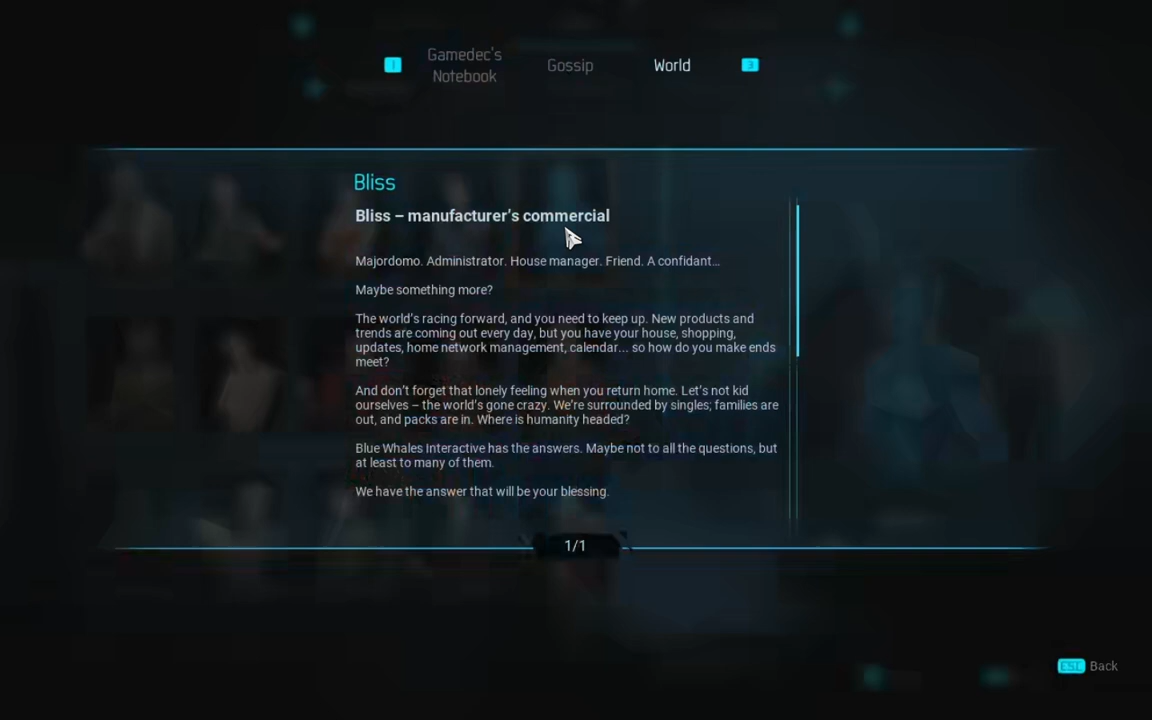 1
Gamedec's
Notebook
Gossip
World
3
Bliss
Bliss – manufacturer's commercial
Majordomo. Administrator. House manager. Friend. A confidant…
Maybe something more?
The world's racing forward, and you need to keep up. New products and
trends are coming out every day, but you have your house, shopping,
updates, home network management, calendar… so how do you make ends
meet?
And don't forget that lonely feeling when you return home. Let's not kid
ourselves – the world's gone crazy. We're surrounded by singles; families are
out, and packs are in. Where is humanity headed?
Blue Whales Interactive has the answers. Maybe not to all the questions, but
at least to many of them.
We have the answer that will be your blessing.
1/1
ESC Back